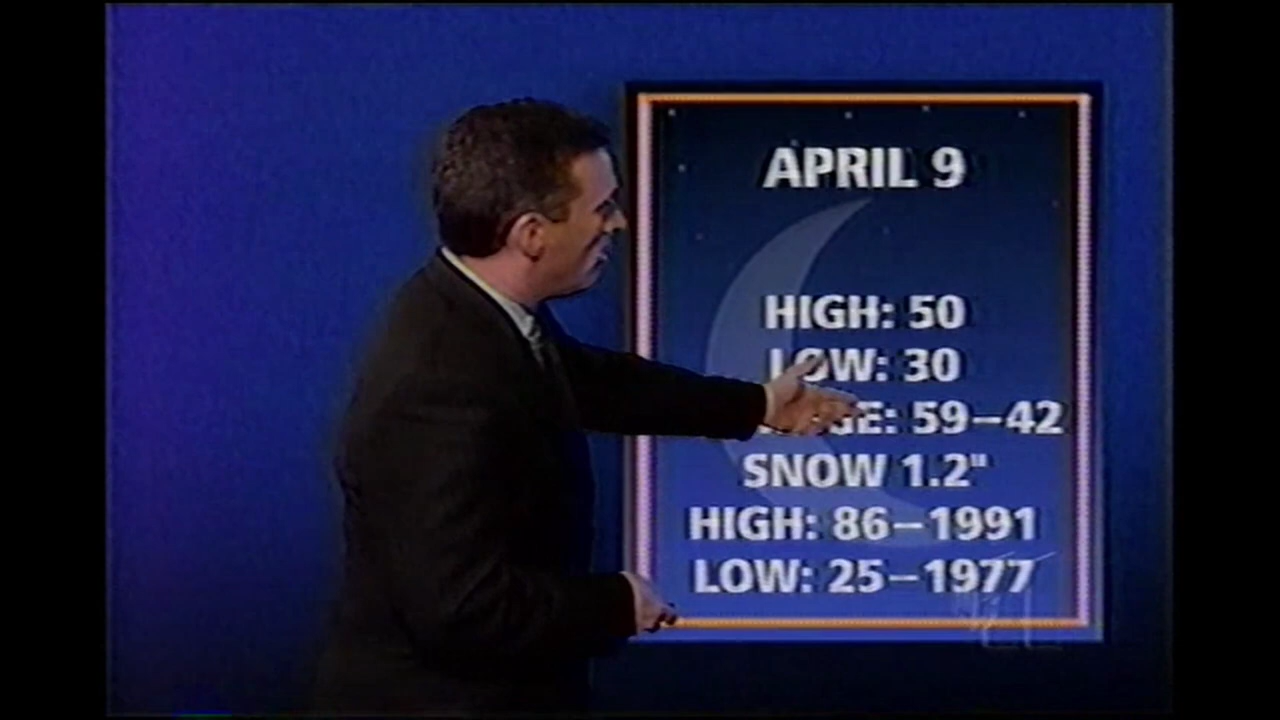 APRIL 9
HIGH: 50
LOW: 30
59–42
SNOW 1.2"
HIGH: 86–1991
LOW: 25–1977